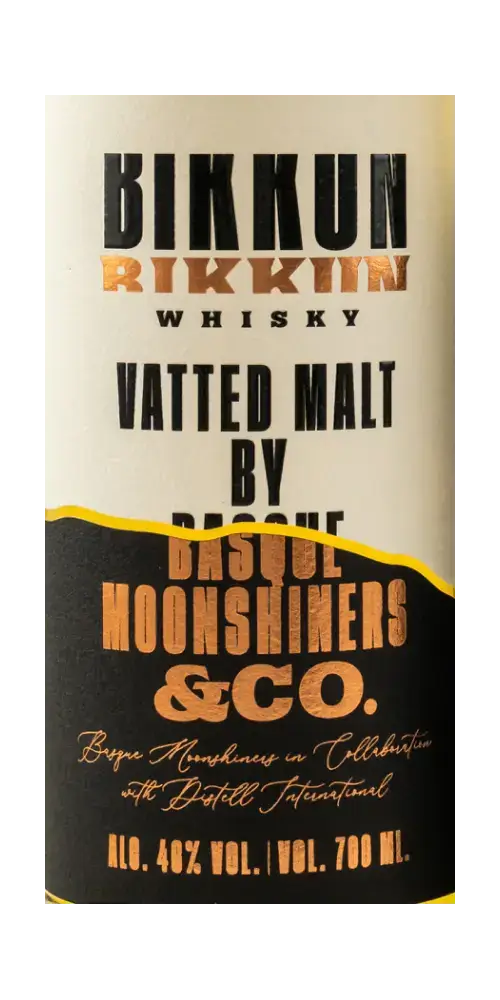 BIKKUN
BIKKUN
WHISKY
VATTED MALT
BY
BASQUE
MOONSHINERS
&CO.
Basque Moonshiners in Collaboration
with Distell International
ALC. 46% VOL. | VOL. 700 ML.